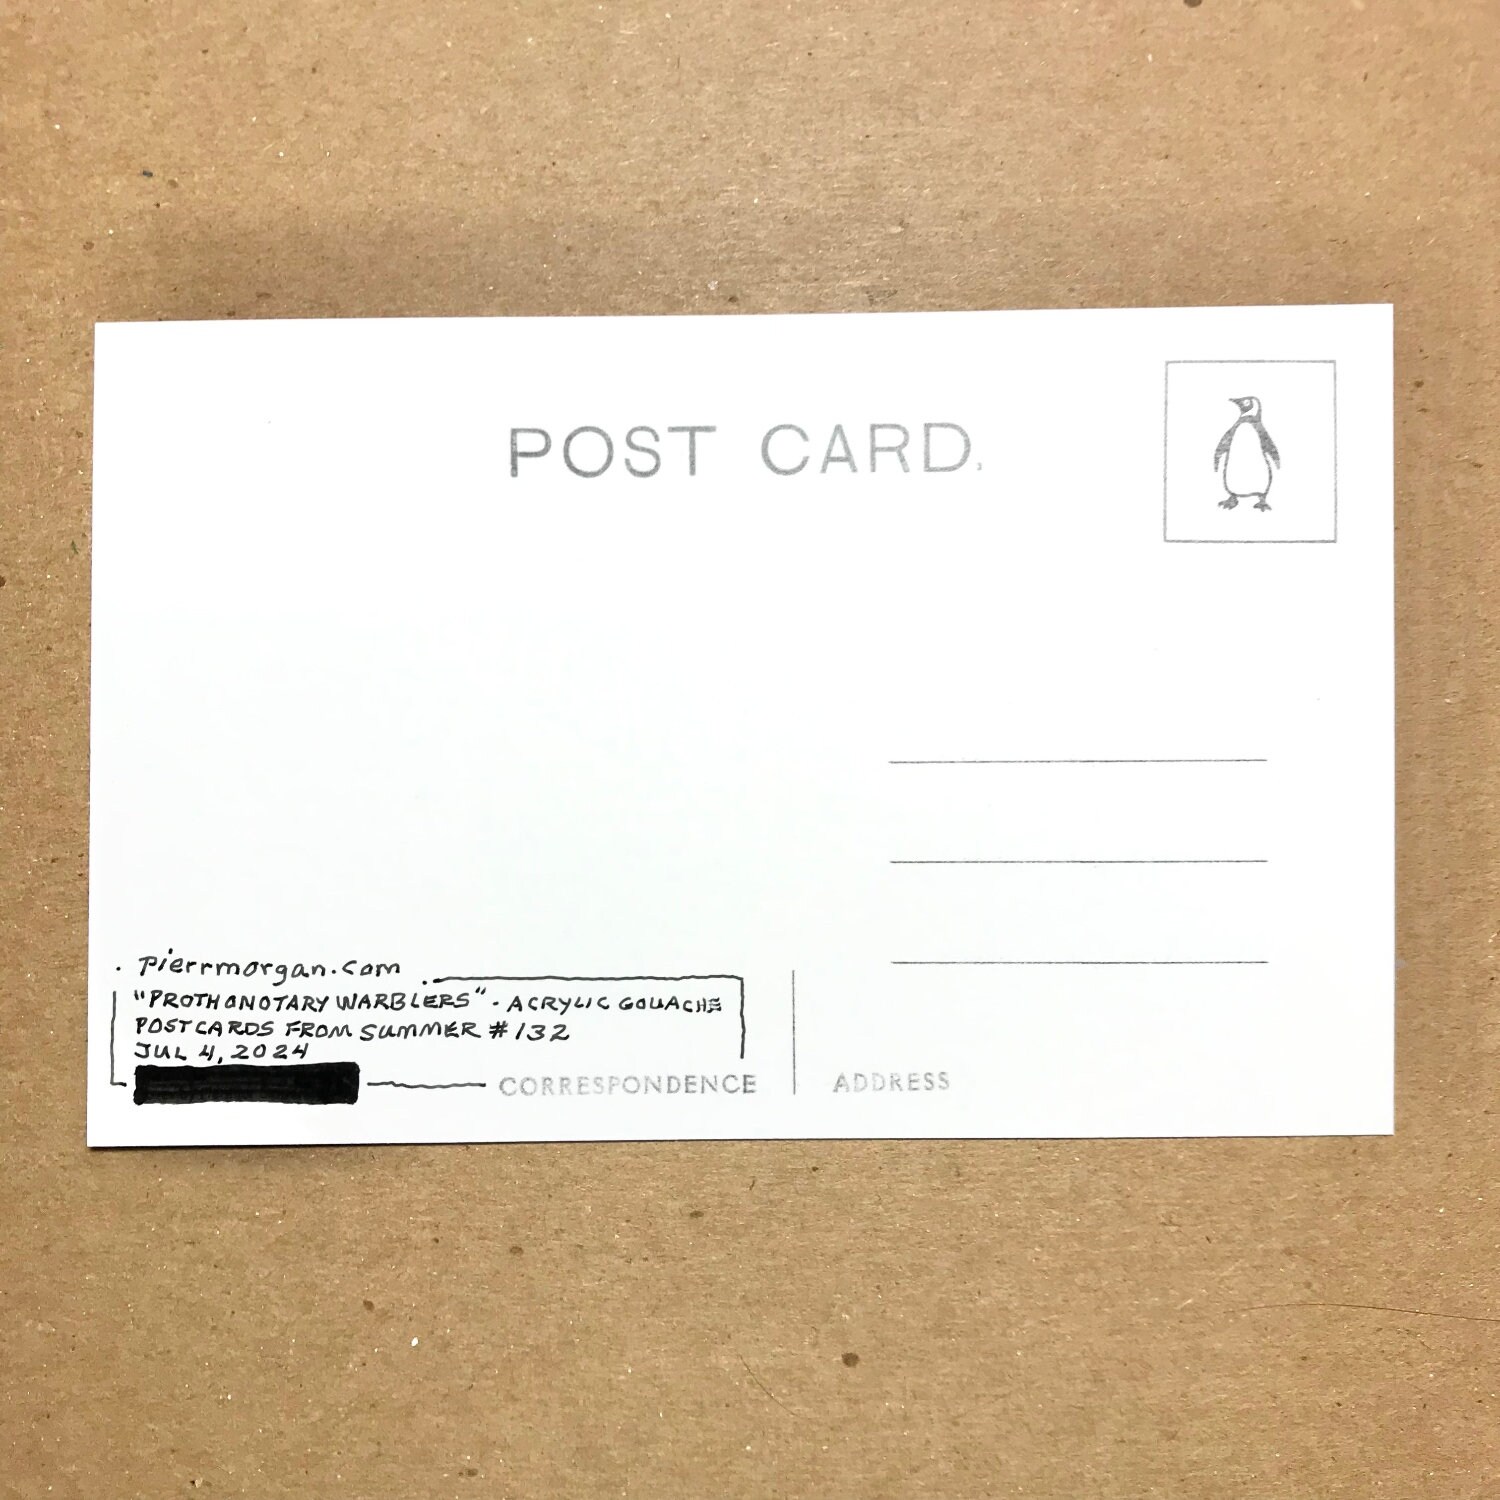 POST CARD.
pierrmorgan.com
"PROTHONOTARY WARBLERS" - ACRYLIC GOUACHE
POSTCARDS FROM SUMMER #132
JUL 4, 2024
CORRESPONDENCE
ADDRESS